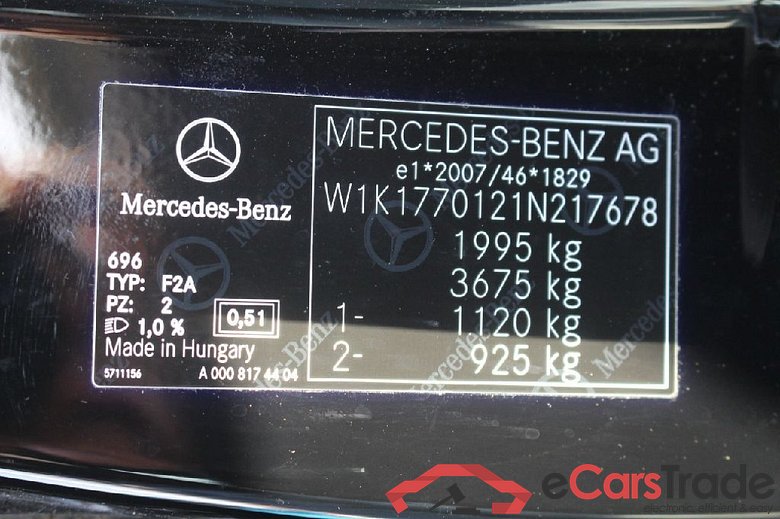 Mercedes-Benz
696
TYP: F2A
PZ: 2
1,0 %
0,51
Made in Hungary
5711156 A 000 817 44 04
MERCEDES-BENZ AG
e1*2007/46*1829
W1K1770121N217678
1995 kg
3675 kg
1- 1120 kg
2- 925 kg
eCarsTrade